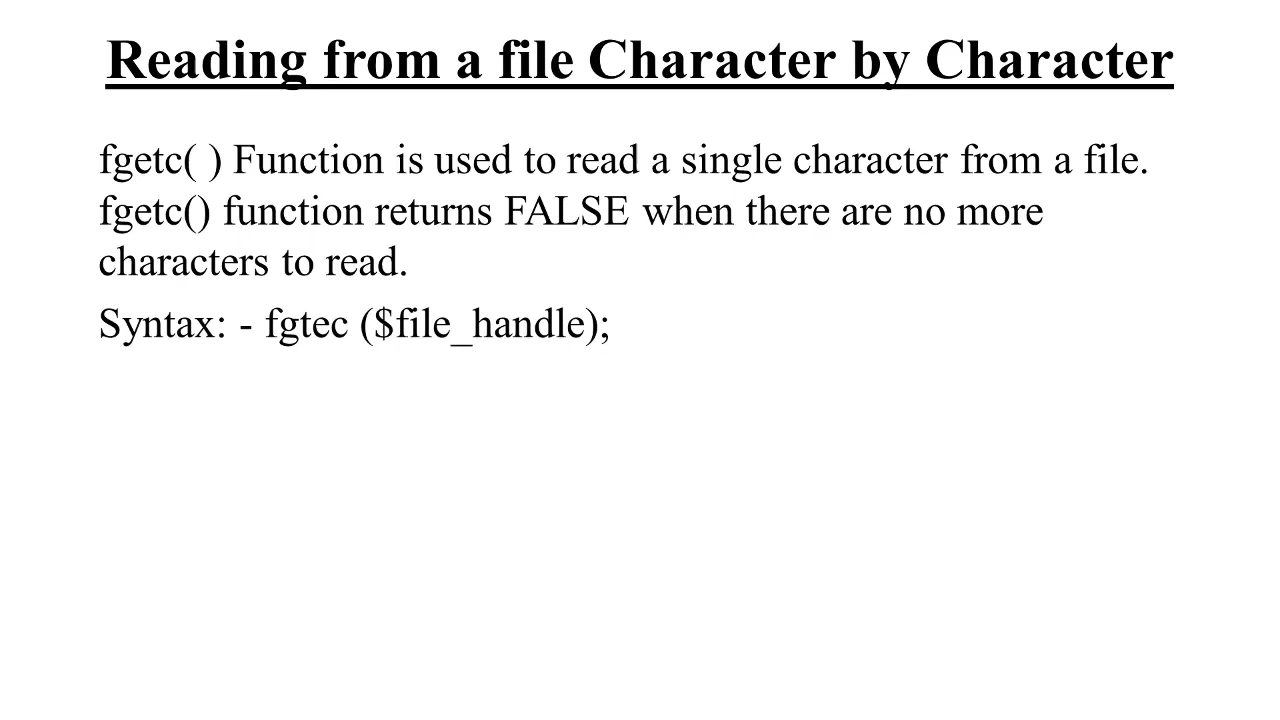 Reading from a file Character by Character
fgetc( ) Function is used to read a single character from a file.
fgetc() function returns FALSE when there are no more
characters to read.
Syntax: - fgtec ($file_handle);